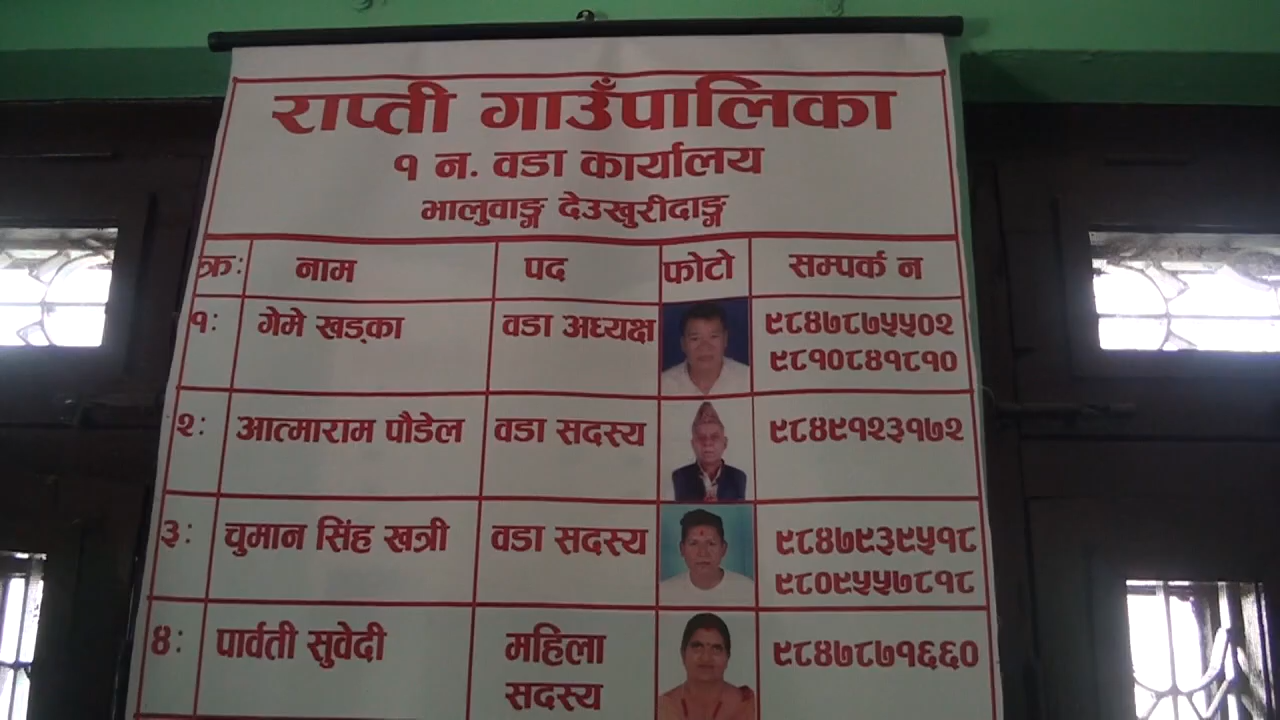 राप्ती गाउँपालिका
१ न. वडा कार्यालय
भालुवाङ्ग देउखुरीदाङ्ग
क्र: नाम पद फोटो सम्पर्क न
१: गेमे खड्का वडा अध्यक्ष ९८४७८७५५०२
९८१०८४१८१०
२: आत्माराम पौडेल वडा सदस्य ९८४९१२३१७२
३: चुमान सिंह खत्री वडा सदस्य ९८४७९३९५१८
९८०९५५७८१८
४: पार्वती सुवेदी महिला ९८४७८७१६६०
सदस्य